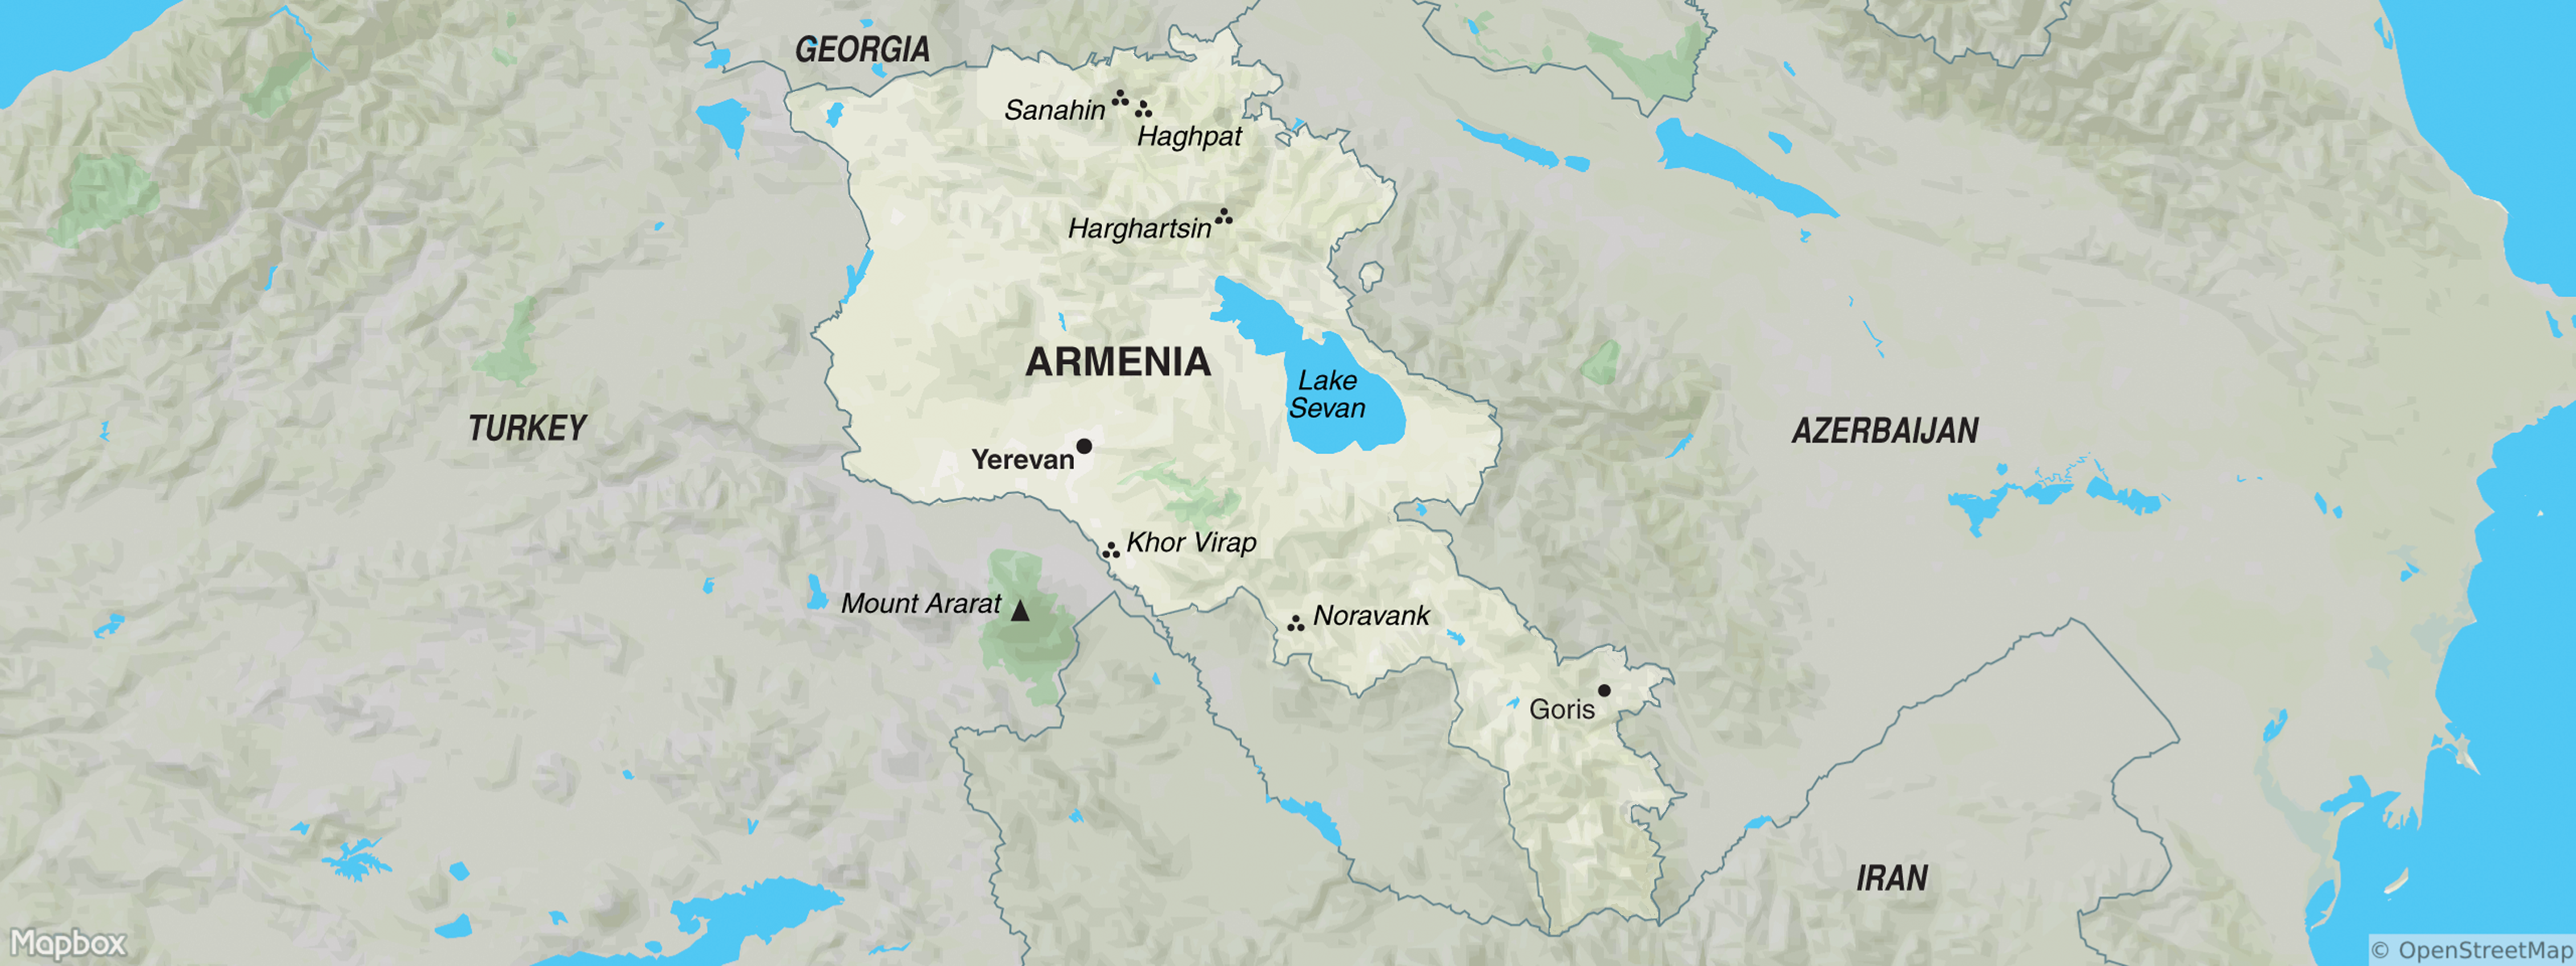 GEORGIA
Sanahin
Haghpat
Harghartsin
ARMENIA
Lake
Sevan
TURKEY
AZERBAIJAN
Yerevan
Khor Virap
Mount Ararat
Noravank
Goris
IRAN
Mapbox
© OpenStreetMap